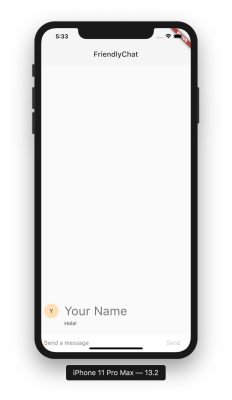 5:33
FriendlyChat
Y
Your Name
Hola!
Send a message
Send
iPhone 11 Pro Max — 13.2